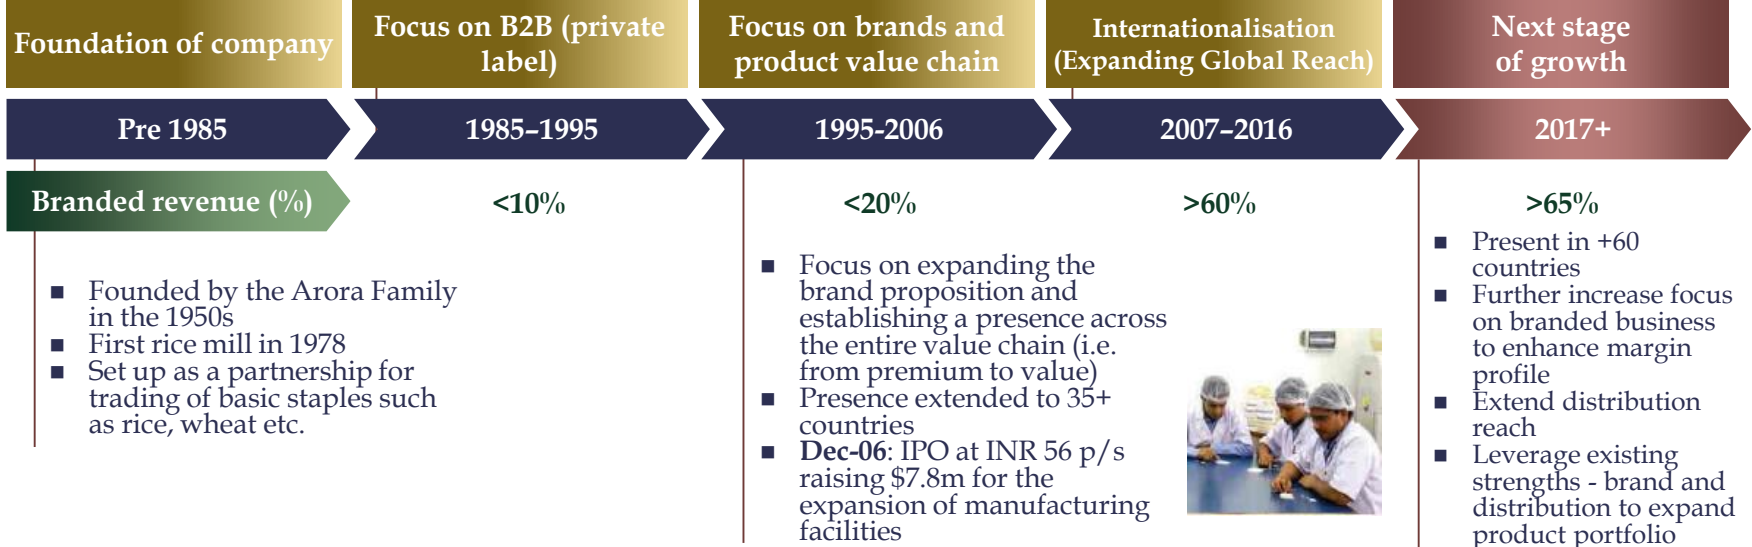 Foundation of company
Focus on B2B (private
label)
Focus on brands and
product value chain
Internationalisation
(Expanding Global Reach)
Next stage
of growth
Pre 1985
1985–1995
1995-2006
2007–2016
2017+
Branded revenue (%)
<10%
<20%
>60%
>65%
■ Founded by the Arora Family
in the 1950s
■ First rice mill in 1978
■ Set up as a partnership for
trading of basic staples such
as rice, wheat etc.
■ Focus on expanding the
brand proposition and
establishing a presence across
the entire value chain (i.e.
from premium to value)
■ Presence extended to 35+
countries
■ Dec-06: IPO at INR 56 p/s
raising $7.8m for the
expansion of manufacturing
facilities
■ Present in +60
countries
■ Further increase focus
on branded business
to enhance margin
profile
■ Extend distribution
reach
■ Leverage existing
strengths - brand and
distribution to expand
product portfolio